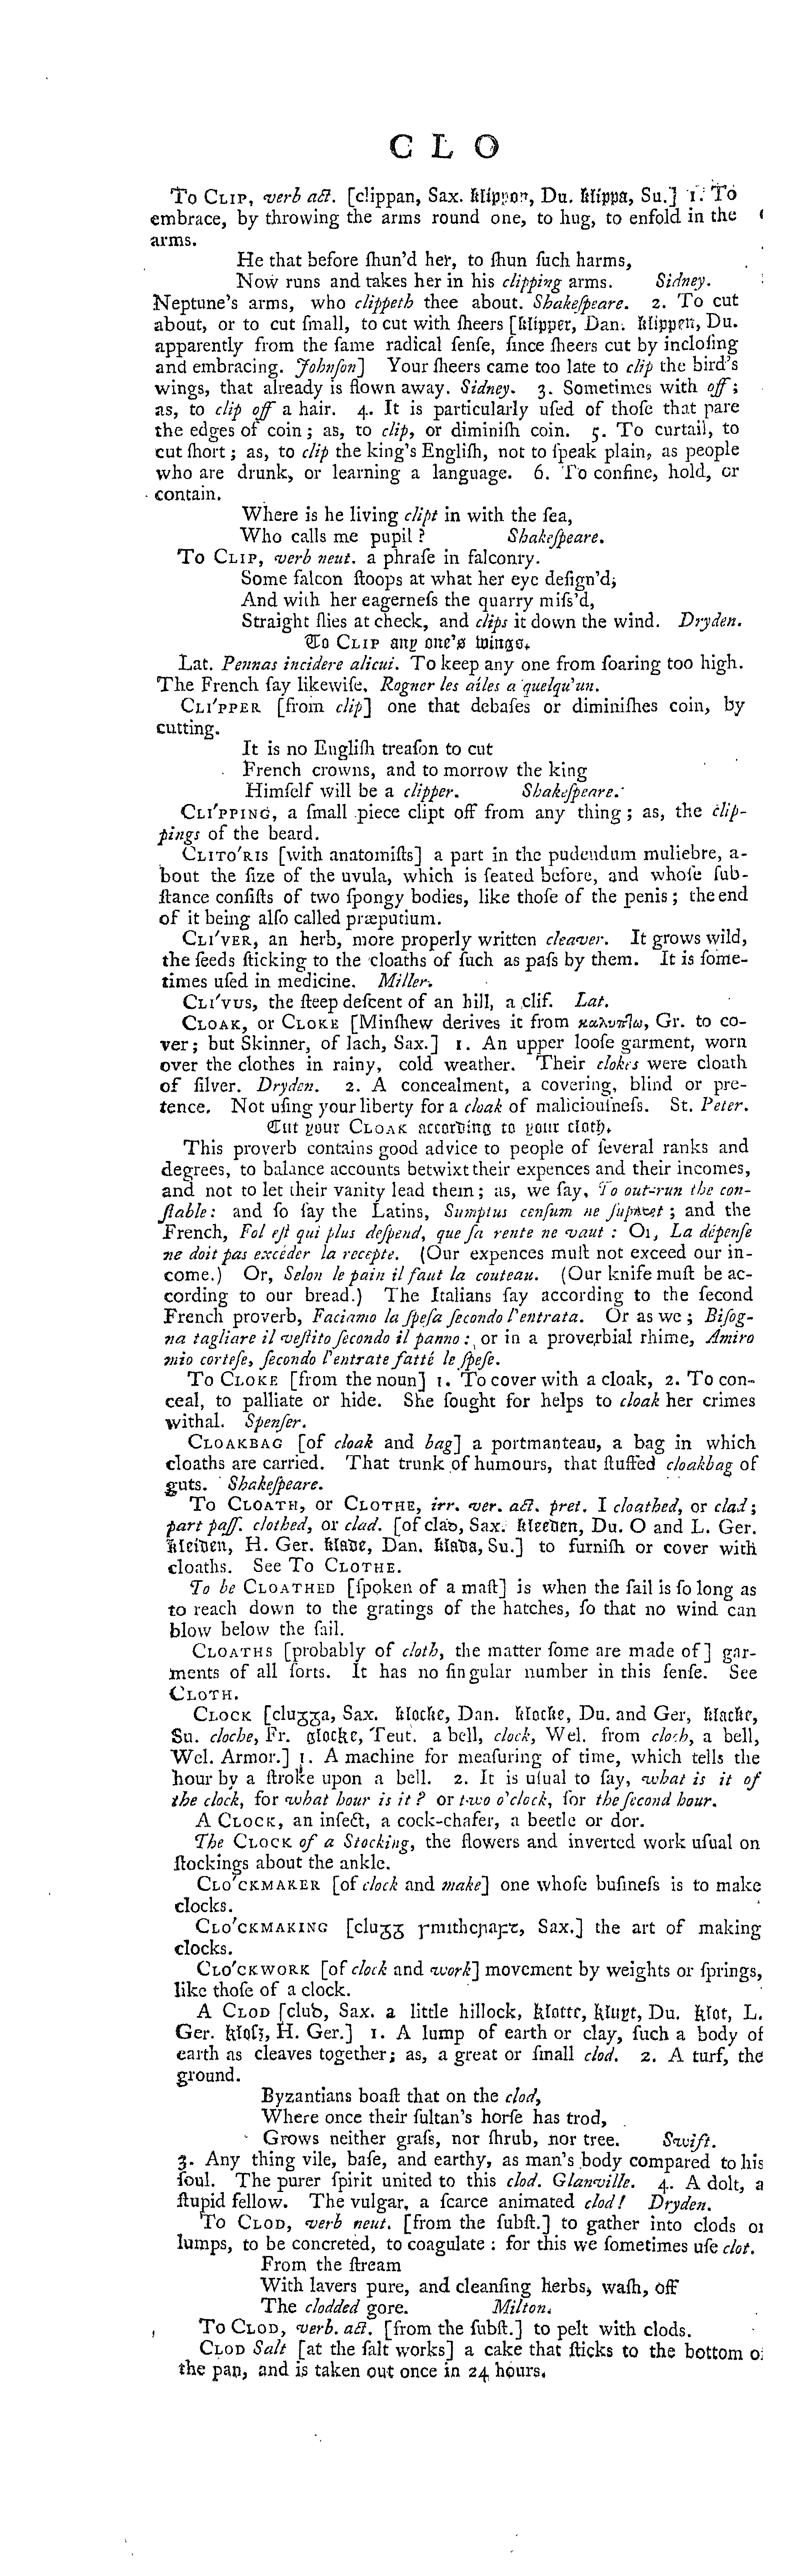 C L O
To CLIP, verb act. [clippan, Sax. klippen, Du. klippa, Su.] 1. To
embrace, by throwing the arms round one, to hug, to enfold in the
arms.
He that before ſhun'd her, to ſhun ſuch harms,
Now runs and takes her in his clipping arms. Sidney.
Neptune's arms, who clippeth thee about. Shakeſpeare. 2. To cut
about, or to cut ſmall, to cut with ſheers [klipper, Dan. klippen, Du.
apparently from the ſame radical ſenſe, ſince ſheers cut by incloſing
and embracing. Johnſon] Your ſheers came too late to clip the bird's
wings, that already is flown away. Sidney. 3. Sometimes with off;
as, to clip off a hair. 4. It is particularly uſed of thoſe that pare
the edges of coin; as, to clip, or diminiſh coin. 5. To curtail, to
cut ſhort; as, to clip the king's Engliſh, not to ſpeak plain, as people
who are drunk, or learning a language. 6. To confine, hold, or
contain.
Where is he living clipt in with the ſea,
Who calls me pupil? Shakeſpeare.
To CLIP, verb neut. a phraſe in falconry.
Some falcon ſtoops at what her eye deſign'd;
And with her eagerneſs the quarry miſs'd,
Straight flies at check, and clips it down the wind. Dryden.
To CLIP any one's wings.
Lat. Pennas incidere alicui. To keep any one from ſoaring too high.
The French ſay likewiſe. Rogner les ailes a quelqu'un.
CLI'PPER [from clip] one that debaſes or diminiſhes coin, by
cutting.
It is no Engliſh treaſon to cut
French crowns, and to morrow the king
Himſelf will be a clipper. Shakeſpeare.
CLI'PPING, a ſmall piece clipt off from any thing; as, the clip-
pings of the beard.
CLITO'RIS [with anatomiſts] a part in the pudendum muliebre, a-
bout the ſize of the uvula, which is ſeated before, and whoſe ſub-
ſtance conſiſts of two ſpongy bodies, like thoſe of the penis; the end
of it being alſo called præputium.
CLI'VER, an herb, more properly written cleaver. It grows wild,
the ſeeds ſticking to the cloaths of ſuch as paſs by them. It is ſome-
times uſed in medicine. Miller.
CLI'VUS, the ſteep deſcent of an hill, a clif. Lat.
CLOAK, or CLOKE [Minſhew derives it from καλυπτω, Gr. to co-
ver; but Skinner, of lach, Sax.] 1. An upper looſe garment, worn
over the clothes in rainy, cold weather. Their clokes were cloath
of ſilver. Dryden. 2. A concealment, a covering, blind or pre-
tence. Not uſing your liberty for a cloak of maliciouſneſs. St. Peter.
Cut your CLOAK according to your cloth.
This proverb contains good advice to people of ſeveral ranks and
degrees, to balance accounts betwixt their expences and their incomes,
and not to let their vanity lead them; as, we ſay, To out-run the con-
ſtable: and ſo ſay the Latins, Sumptus cenſum ne ſuperet; and the
French, Fol eſt qui plus deſpend, que ſa rente ne vaut: Or, La dépenſe
ne doit pas excéder la recepte. (Our expences muſt not exceed our in-
come.) Or, Selon le pain il faut la couteau. (Our knife muſt be ac-
cording to our bread.) The Italians ſay according to the ſecond
French proverb, Faciamo la ſpeſa ſecondo l'entrata. Or as we; Biſog-
na tagliare il veſtito ſecondo il panno: or in a proverbial rhime, Amiro
mio corteſe, ſecondo l'entrate fatté le ſpeſe.
To CLOKE [from the noun] 1. To cover with a cloak, 2. To con-
ceal, to palliate or hide. She ſought for helps to cloak her crimes
withal. Spenſer.
CLOAKBAG [of cloak and bag] a portmanteau, a bag in which
cloaths are carried. That trunk of humours, that ſtuffed cloakbag of
guts. Shakeſpeare.
To CLOATH, or CLOTHE, irr. ver. act. pret. I cloathed, or clad;
part paſſ. clothed, or clad. [of clað, Sax. kleeden, Du. O and L. Ger.
kleiden, H. Ger. klade, Dan. klada, Su.] to furniſh or cover with
cloaths. See To CLOTHE.
To be CLOATHED [ſpoken of a maſt] is when the ſail is ſo long as
to reach down to the gratings of the hatches, ſo that no wind can
blow below the ſail.
CLOATHS [probably of cloth, the matter ſome are made of] gar-
ments of all ſorts. It has no ſingular number in this ſenſe. See
CLOTH.
CLOCK [cluʒʒa, Sax. klocke, Dan. klocke, Du. and Ger, klacke,
Su. cloche, Fr. glocke, Teut. a bell, clock, Wel. from cloch, a bell,
Wel. Armor.] 1. A machine for meaſuring of time, which tells the
hour by a ſtroke upon a bell. 2. It is uſual to ſay, what is it of
the clock, for what hour is it? or two o'clock, for the ſecond hour.
A CLOCK, an inſect, a cock-chafer, a beetle or dor.
The CLOCK of a Stocking, the flowers and inverted work uſual on
ſtockings about the ankle.
CLO'CKMAKER [of clock and make] one whoſe buſineſs is to make
clocks.
CLO'CKMAKING [cluʒʒ Sax.] the art of making
clocks.
CLO'CKWORK [of clock and work] movement by weights or ſprings,
like thoſe of a clock.
A CLOD [club, Sax. a little hillock, klotte, kluyt, Du. klot, L.
Ger. kloſz, H. Ger.] 1. A lump of earth or clay, ſuch a body of
earth as cleaves together; as, a great or ſmall clod. 2. A turf, the
ground.
Byzantians boaſt that on the clod,
Where once their ſultan's horſe has trod,
Grows neither graſs, nor ſhrub, nor tree. Swift.
3. Any thing vile, baſe, and earthy, as man's body compared to his
ſoul. The purer ſpirit united to this clod. Glanville. 4. A dolt, a
ſtupid fellow. The vulgar, a ſcarce animated clod! Dryden.
To CLOD, verb neut. [from the ſubſt.] to gather into clods or
lumps, to be concreted, to coagulate: for this we ſometimes uſe clot.
From the ſtream
With lavers pure, and cleanſing herbs, waſh, off
The clodded gore. Milton.
To CLOD, verb. act. [from the ſubſt.] to pelt with clods.
CLOD Salt [at the ſalt works] a cake that ſticks to the bottom of
the pan, and is taken out once in 24 hours.